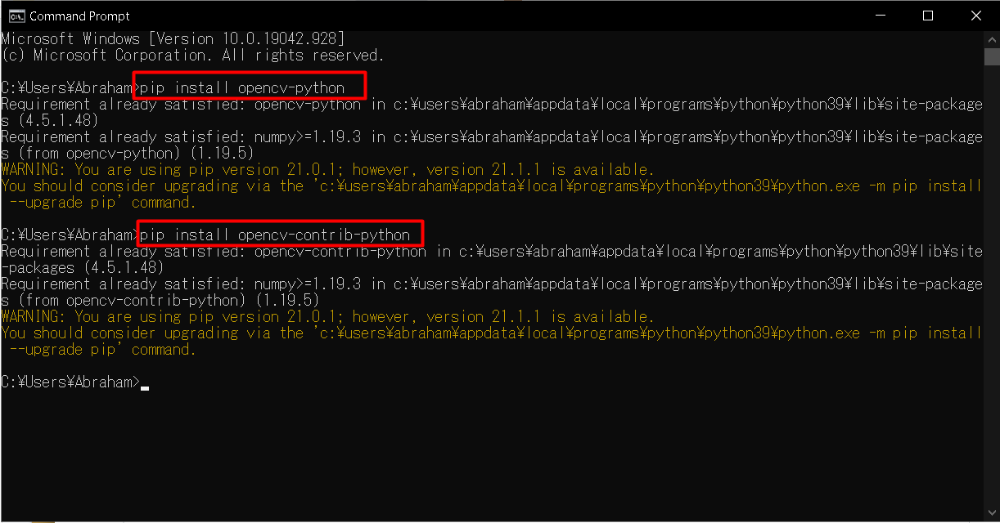 Command Prompt
Microsoft Windows [Version 10.0.19042.928]
(c) Microsoft Corporation. All rights reserved.
C:¥Users¥Abraham>pip install opencv-python
Requirement already satisfied: opencv-python in c:¥users¥abraham¥appdata¥local¥programs¥python¥python39¥lib¥site-package
s (4.5.1.48)
Requirement already satisfied: numpy>=1.19.3 in c:¥users¥abraham¥appdata¥local¥programs¥python¥python39¥lib¥site-package
s (from opencv-python) (1.19.5)
WARNING: You are using pip version 21.0.1; however, version 21.1.1 is available.
You should consider upgrading via the 'c:¥users¥abraham¥appdata¥local¥programs¥python¥python39¥python.exe -m pip install
--upgrade pip' command.
C:¥Users¥Abraham>pip install opencv-contrib-python
Requirement already satisfied: opencv-contrib-python in c:¥users¥abraham¥appdata¥local¥programs¥python¥python39¥lib¥site
-packages (4.5.1.48)
Requirement already satisfied: numpy>=1.19.3 in c:¥users¥abraham¥appdata¥local¥programs¥python¥python39¥lib¥site-package
s (from opencv-contrib-python) (1.19.5)
WARNING: You are using pip version 21.0.1; however, version 21.1.1 is available.
You should consider upgrading via the 'c:¥users¥abraham¥appdata¥local¥programs¥python¥python39¥python.exe -m pip install
--upgrade pip' command.
C:¥Users¥Abraham>